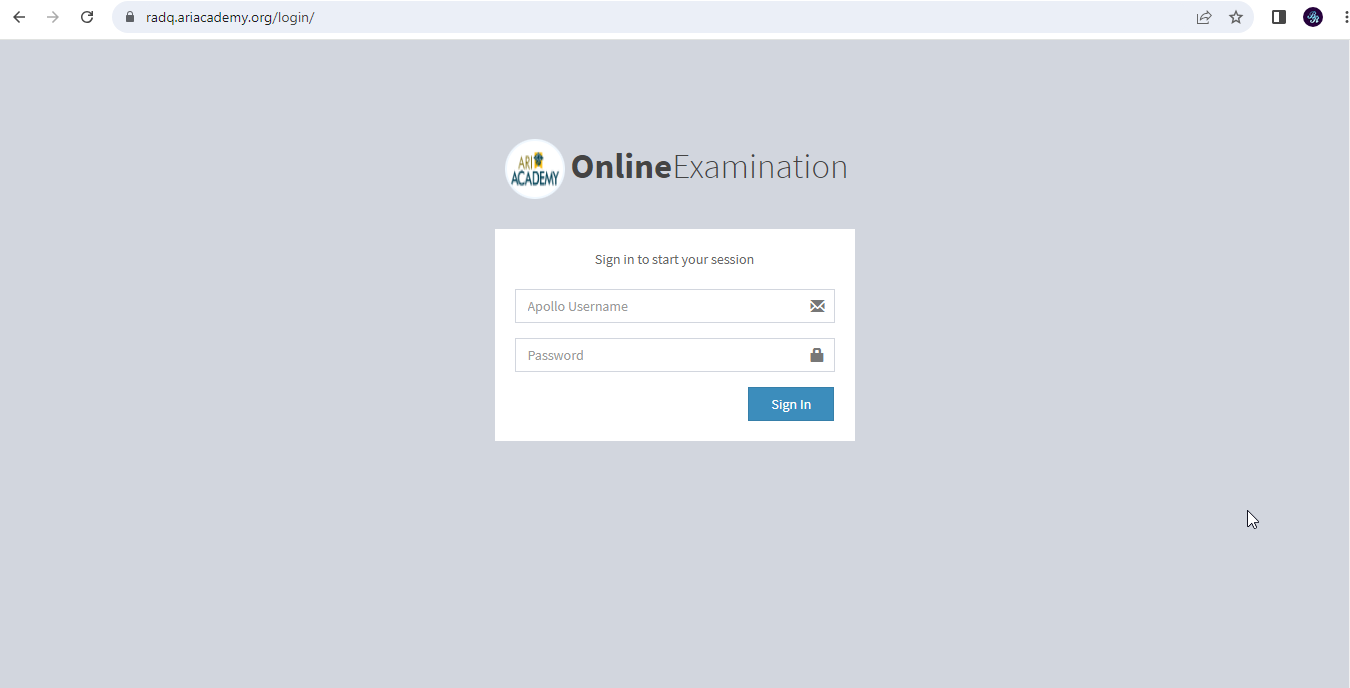 radq.ariacademy.org/login/
ARI
ACADEMY
OnlineExamination
Sign in to start your session
Apollo Username
Password
Sign In